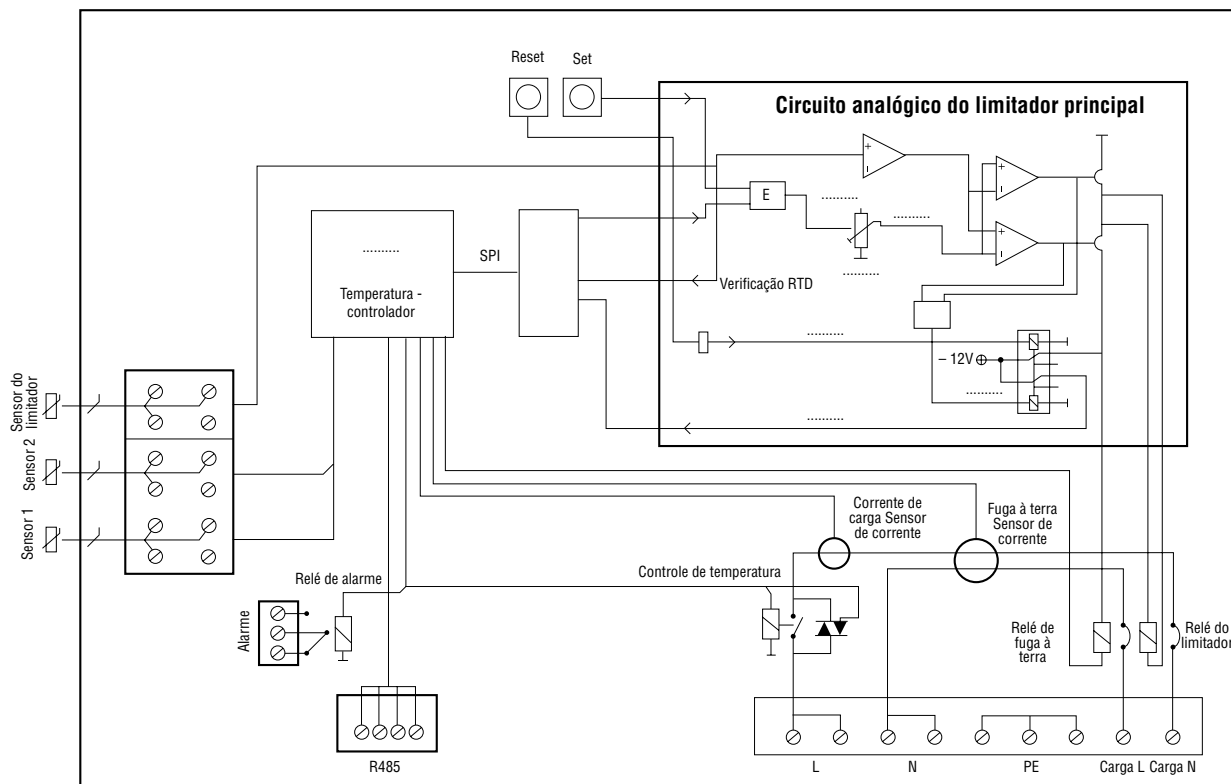 Reset
Set
Circuito analógico do limitador principal
+
-
+
-
E
..........
..........
+
-
..........
SPI
..........
Temperatura -
controlador
Verificação RTD
..........
– 12V
..........
..........
Sensor do
limitador
Sensor 2
Sensor 1
Corrente de
carga Sensor
de corrente
Fuga à terra
Sensor de
corrente
Relé de alarme
Controle de temperatura
Alarme
Relé de
fuga à
terra
Relé do
limitador
R485
L
N
PE
Carga L
Carga N